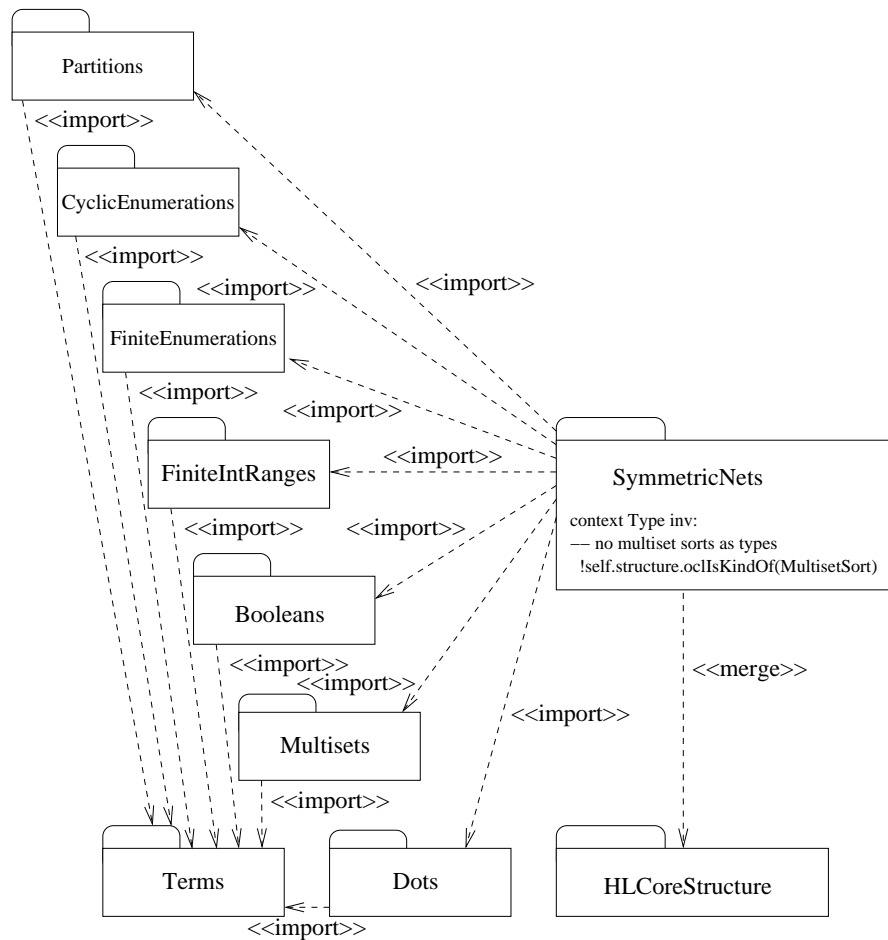 Partitions
<<import>>
CyclicEnumerations
<<import>>
<<import>>
<<import>>
FiniteEnumerations
<<import>>
<<import>>
FiniteIntRanges
<<import>>
SymmetricNets
context Type inv:
−− no multiset sorts as types
!self.structure.oclIsKindOf(MultisetSort)
<<import>>
<<import>>
Booleans
<<import>>
<<import>>
<<merge>>
<<import>>
Multisets
<<import>>
Terms
Dots
HLCoreStructure
<<import>>